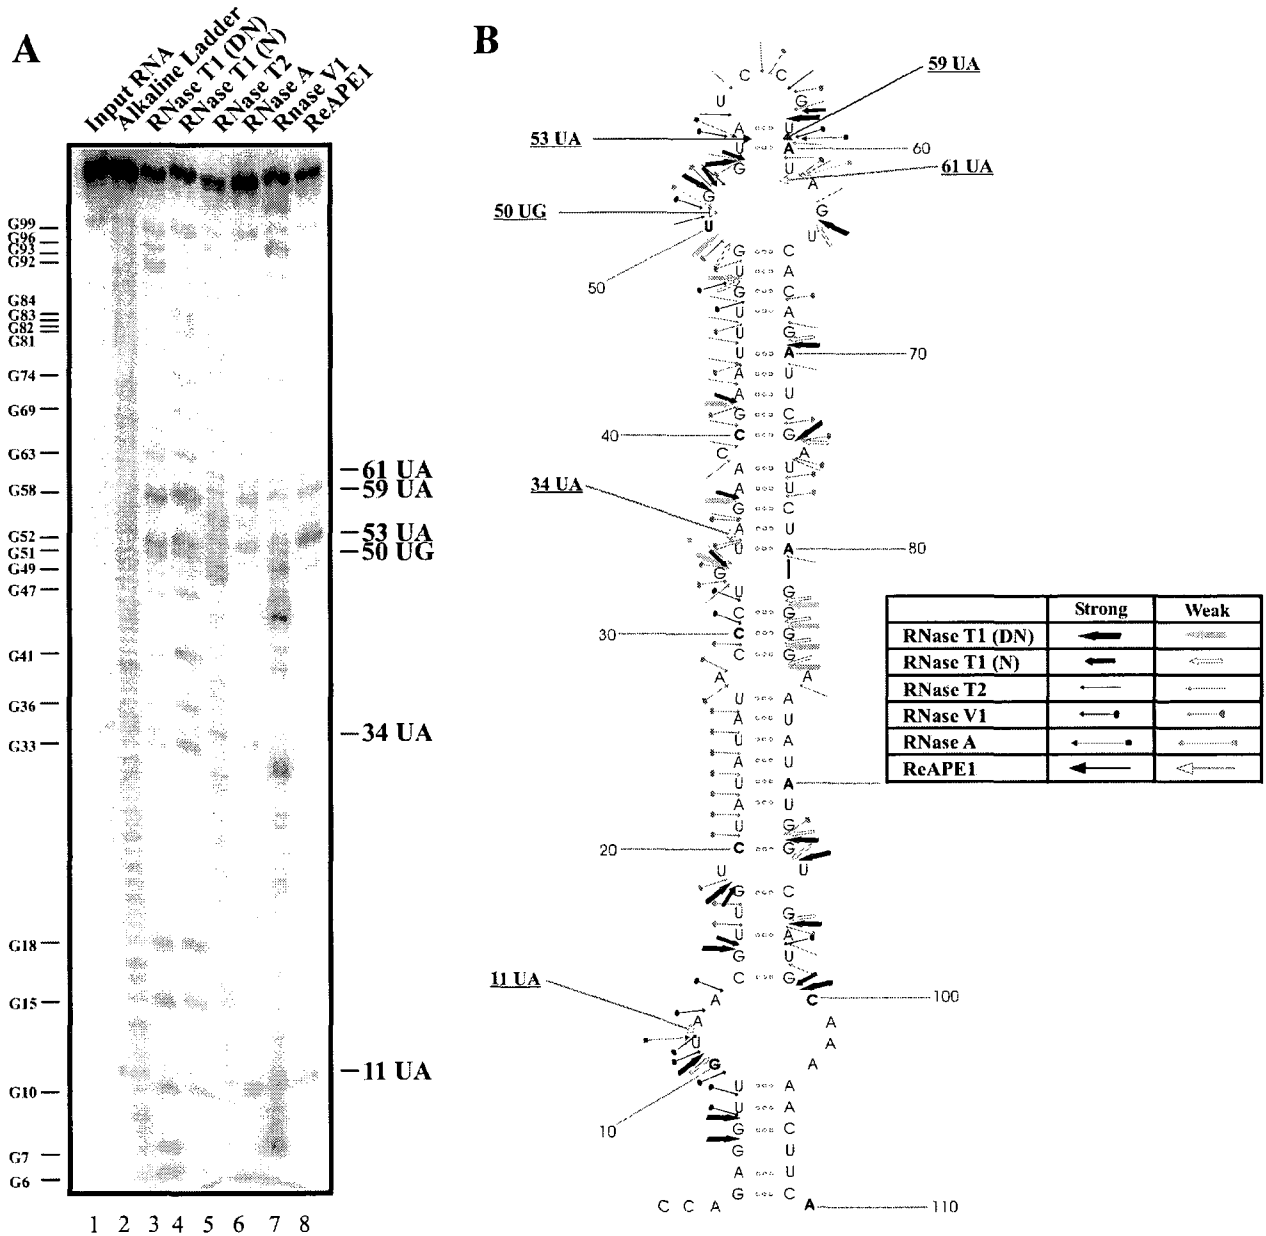 A
Input RNA
Alkaline Ladder
RNase T1 (DN)
RNase T1 (N)
RNase T2
RNase A
Rnase V1
ReAPE1
G99
G96
G93
G92
G84
G83
G82
G81
G74
G69
G63
G58
G52
G51
G49
G47
G41
G36
G33
G18
G15
G10
G7
G6
61 UA
59 UA
53 UA
50 UG
34 UA
11 UA
1 2 3 4 5 6 7 8
B
59 UA
53 UA
60
61 UA
50 UG
50
70
40
34 UA
80
30
20
11 UA
100
10
110
C C
U G
A U
U A
G U
G A
U G
U
G C
U A
G C
U A
U G
U A
A U
A U
G C
C G
C A
A U
A U
G C
A U
U A
G
U G
C G
C G
C G
A A
U A
A U
U A
A U
U A
A U
U G
C G
U U
G C
U G
U A
G U
C G
A C
A A
U A
G A
U A
U A
G C
G U
A U
C C A G C A
Strong Weak
RNase T1 (DN)
RNase T1 (N)
RNase T2
RNase V1
RNase A
ReAPE1